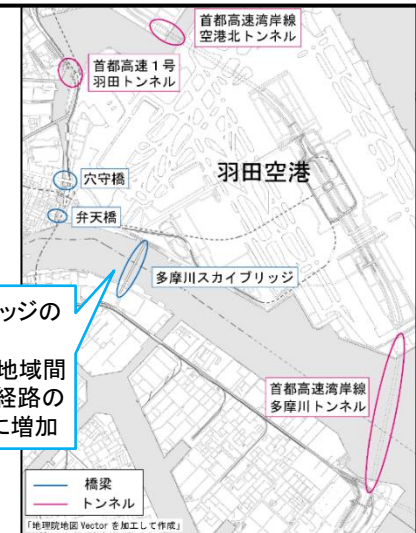 首都高速湾岸線
空港北トンネル
首都高速1号
羽田トンネル
羽田空港
穴守橋
弁天橋
多摩川スカイブリッジ
ッジの
地域間
経路の
に増加
首都高速湾岸線
多摩川トンネル
橋梁
トンネル
「地理院地図 Vector を加工して作成」